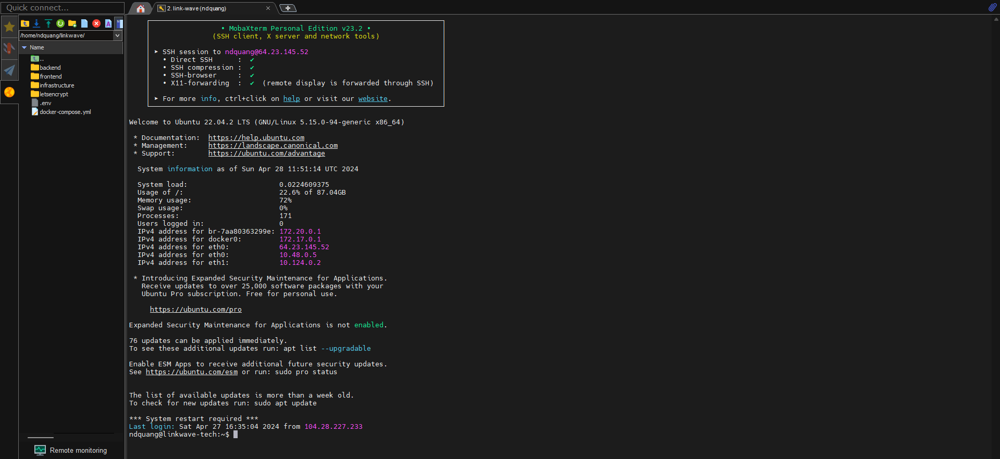 Quick connect...
2. link-wave (ndquang)
/home/ndquang/linkwave/
Name
..
backend
frontend
infrastructure
letsencrypt
.env
docker-compose.yml
Remote monitoring
• MobaXterm Personal Edition v23.2 •
(SSH client, X server and network tools)
➤ SSH session to ndquang@64.23.145.52
• Direct SSH : ✔
• SSH compression : ✔
• SSH-browser : ✔
• X11-forwarding : ✔ (remote display is forwarded through SSH)
➤ For more info, ctrl+click on help or visit our website.
Welcome to Ubuntu 22.04.2 LTS (GNU/Linux 5.15.0-94-generic x86_64)
* Documentation: https://help.ubuntu.com
* Management: https://landscape.canonical.com
* Support: https://ubuntu.com/advantage
System information as of Sun Apr 28 11:51:14 UTC 2024
System load: 0.0224609375
Usage of /: 22.6% of 87.04GB
Memory usage: 72%
Swap usage: 0%
Processes: 171
Users logged in: 0
IPv4 address for br-7aa80363299e: 172.20.0.1
IPv4 address for docker0: 172.17.0.1
IPv4 address for eth0: 64.23.145.52
IPv4 address for eth0: 10.48.0.5
IPv4 address for eth1: 10.124.0.2
* Introducing Expanded Security Maintenance for Applications.
Receive updates to over 25,000 software packages with your
Ubuntu Pro subscription. Free for personal use.
https://ubuntu.com/pro
Expanded Security Maintenance for Applications is not enabled.
76 updates can be applied immediately.
To see these additional updates run: apt list --upgradable
Enable ESM Apps to receive additional future security updates.
See https://ubuntu.com/esm or run: sudo pro status
The list of available updates is more than a week old.
To check for new updates run: sudo apt update
*** System restart required ***
Last login: Sat Apr 27 16:35:04 2024 from 104.28.227.233
ndquang@linkwave-tech:~$